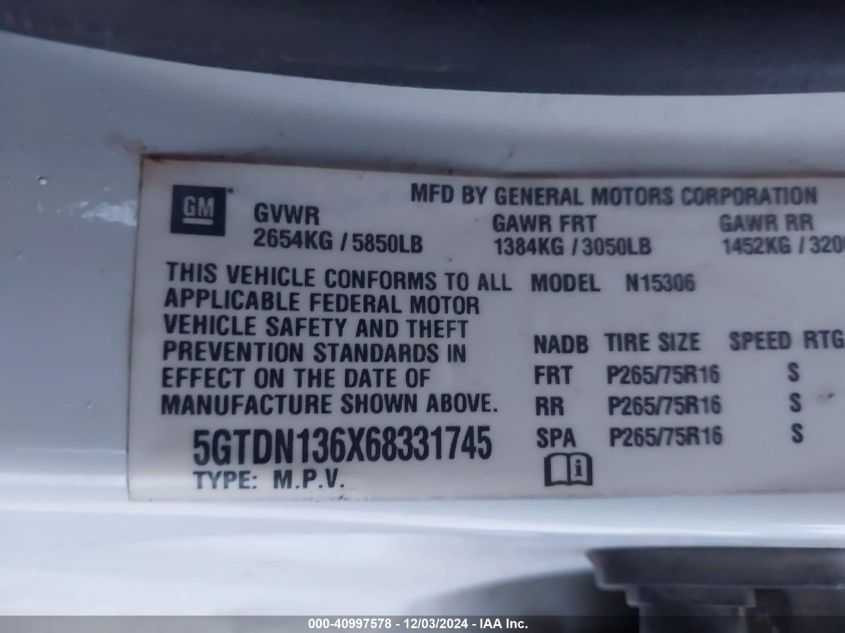 MFD BY GENERAL MOTORS CORPORATION
GM
GVWR GAWR FRT GAWR RR
2654KG / 5850LB 1384KG / 3050LB 1452KG / 320
THIS VEHICLE CONFORMS TO ALL MODEL N15306
APPLICABLE FEDERAL MOTOR
VEHICLE SAFETY AND THEFT NADB TIRE SIZE SPEED RTG
PREVENTION STANDARDS IN
EFFECT ON THE DATE OF FRT P265/75R16 S
MANUFACTURE SHOWN ABOVE. RR P265/75R16 S
5GTDN136X68331745 SPA P265/75R16 S
TYPE: M.P.V.
000-40997578 - 12/03/2024 - IAA Inc.